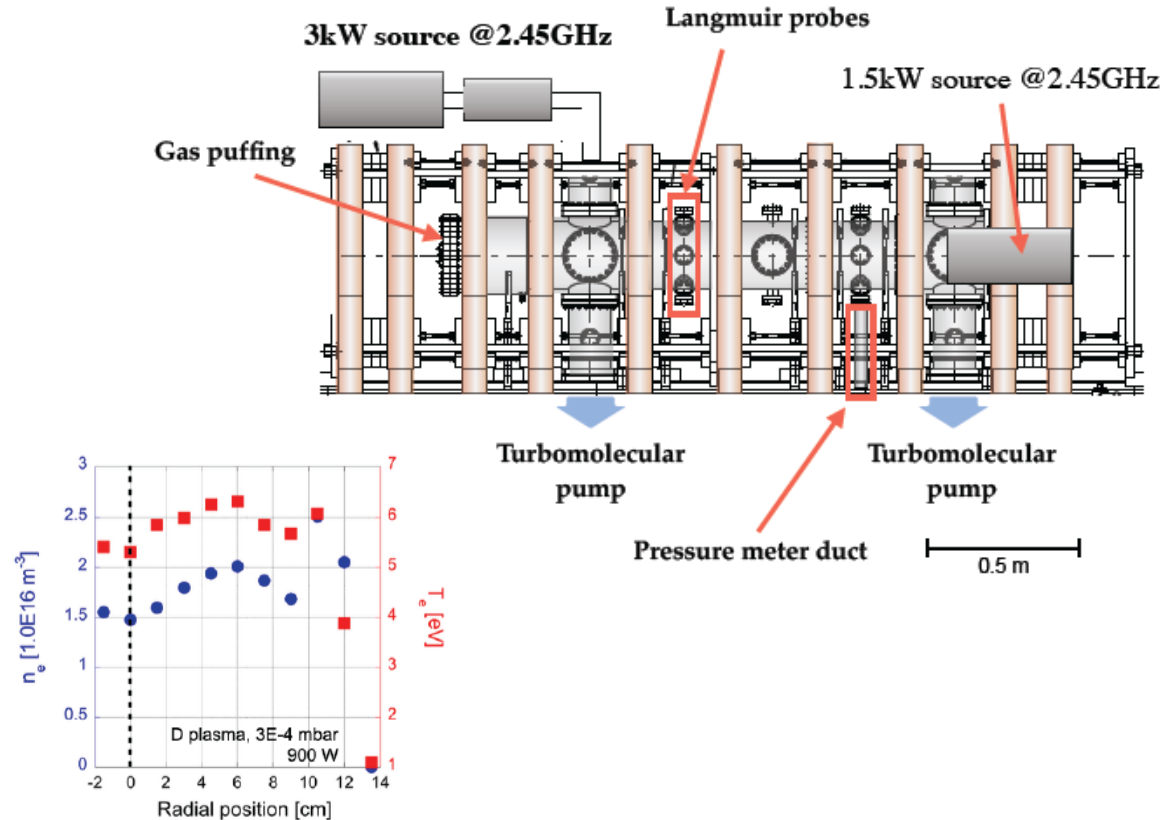 Langmuir probes
3kW source @2.45GHz
1.5kW source @2.45GHz
Gas puffing
Turbomolecular
pump
Turbomolecular
pump
Pressure meter duct
0.5 m
3
2.5
2
1.5
1
0.5
0
n_e [1.0E16 m^-3]
7
6
5
4
3
2
1
T_e [eV]
D plasma, 3E-4 mbar
900 W
-2 0 2 4 6 8 10 12 14
Radial position [cm]